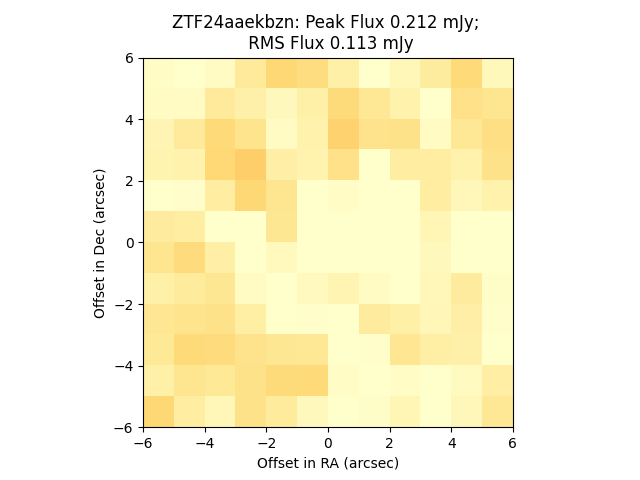 ZTF24aaekbzn: Peak Flux 0.212 mJy;
RMS Flux 0.113 mJy
6
4
2
0
−2
−4
−6
Offset in Dec (arcsec)
−6 −4 −2 0 2 4 6
Offset in RA (arcsec)